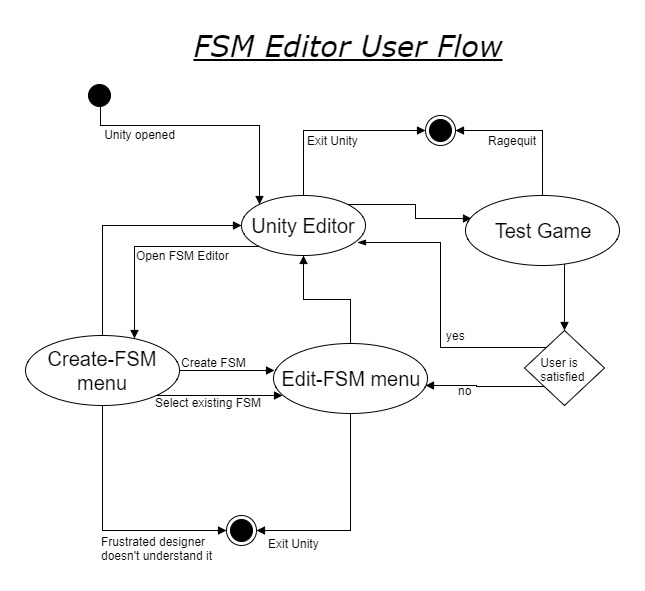 FSM Editor User Flow
Unity opened
Exit Unity
Ragequit
Unity Editor
Test Game
Open FSM Editor
yes
Create-FSM
menu
Create FSM
Select existing FSM
Edit-FSM menu
User is
satisfied
no
Frustrated designer
doesn't understand it
Exit Unity